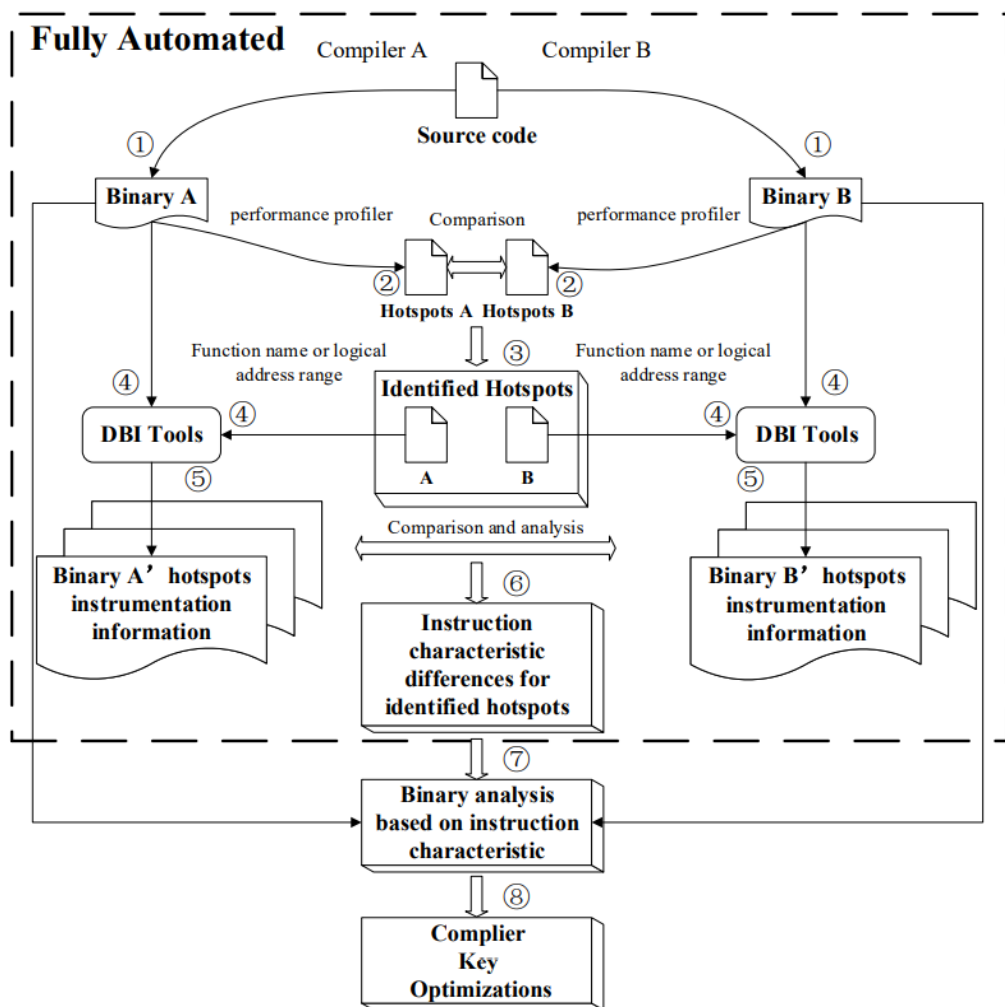 Fully Automated
Compiler A
Compiler B
Source code
①
①
Binary A
Binary B
performance profiler
Comparison
performance profiler
②
②
Hotspots A
Hotspots B
③
Function name or logical
address range
Function name or logical
address range
Identified Hotspots
A
B
④
④
④
④
DBI Tools
DBI Tools
⑤
⑤
Comparison and analysis
Binary A’ hotspots
instrumentation
information
Binary B’ hotspots
instrumentation
information
⑥
Instruction
characteristic
differences for
identified hotspots
⑦
Binary analysis
based on instruction
characteristic
⑧
Complier
Key
Optimizations